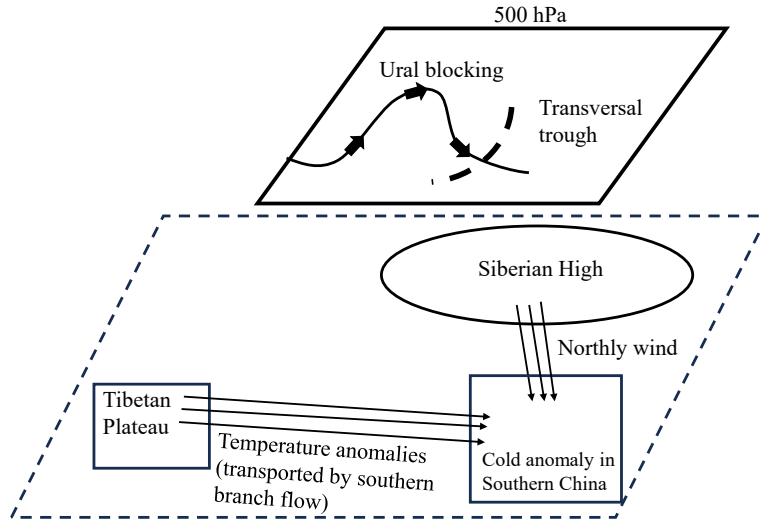 500 hPa
Ural blocking
Transversal
trough
Siberian High
Northly wind
Tibetan
Plateau
Temperature anomalies
(transported by southern
branch flow)
Cold anomaly in
Southern China